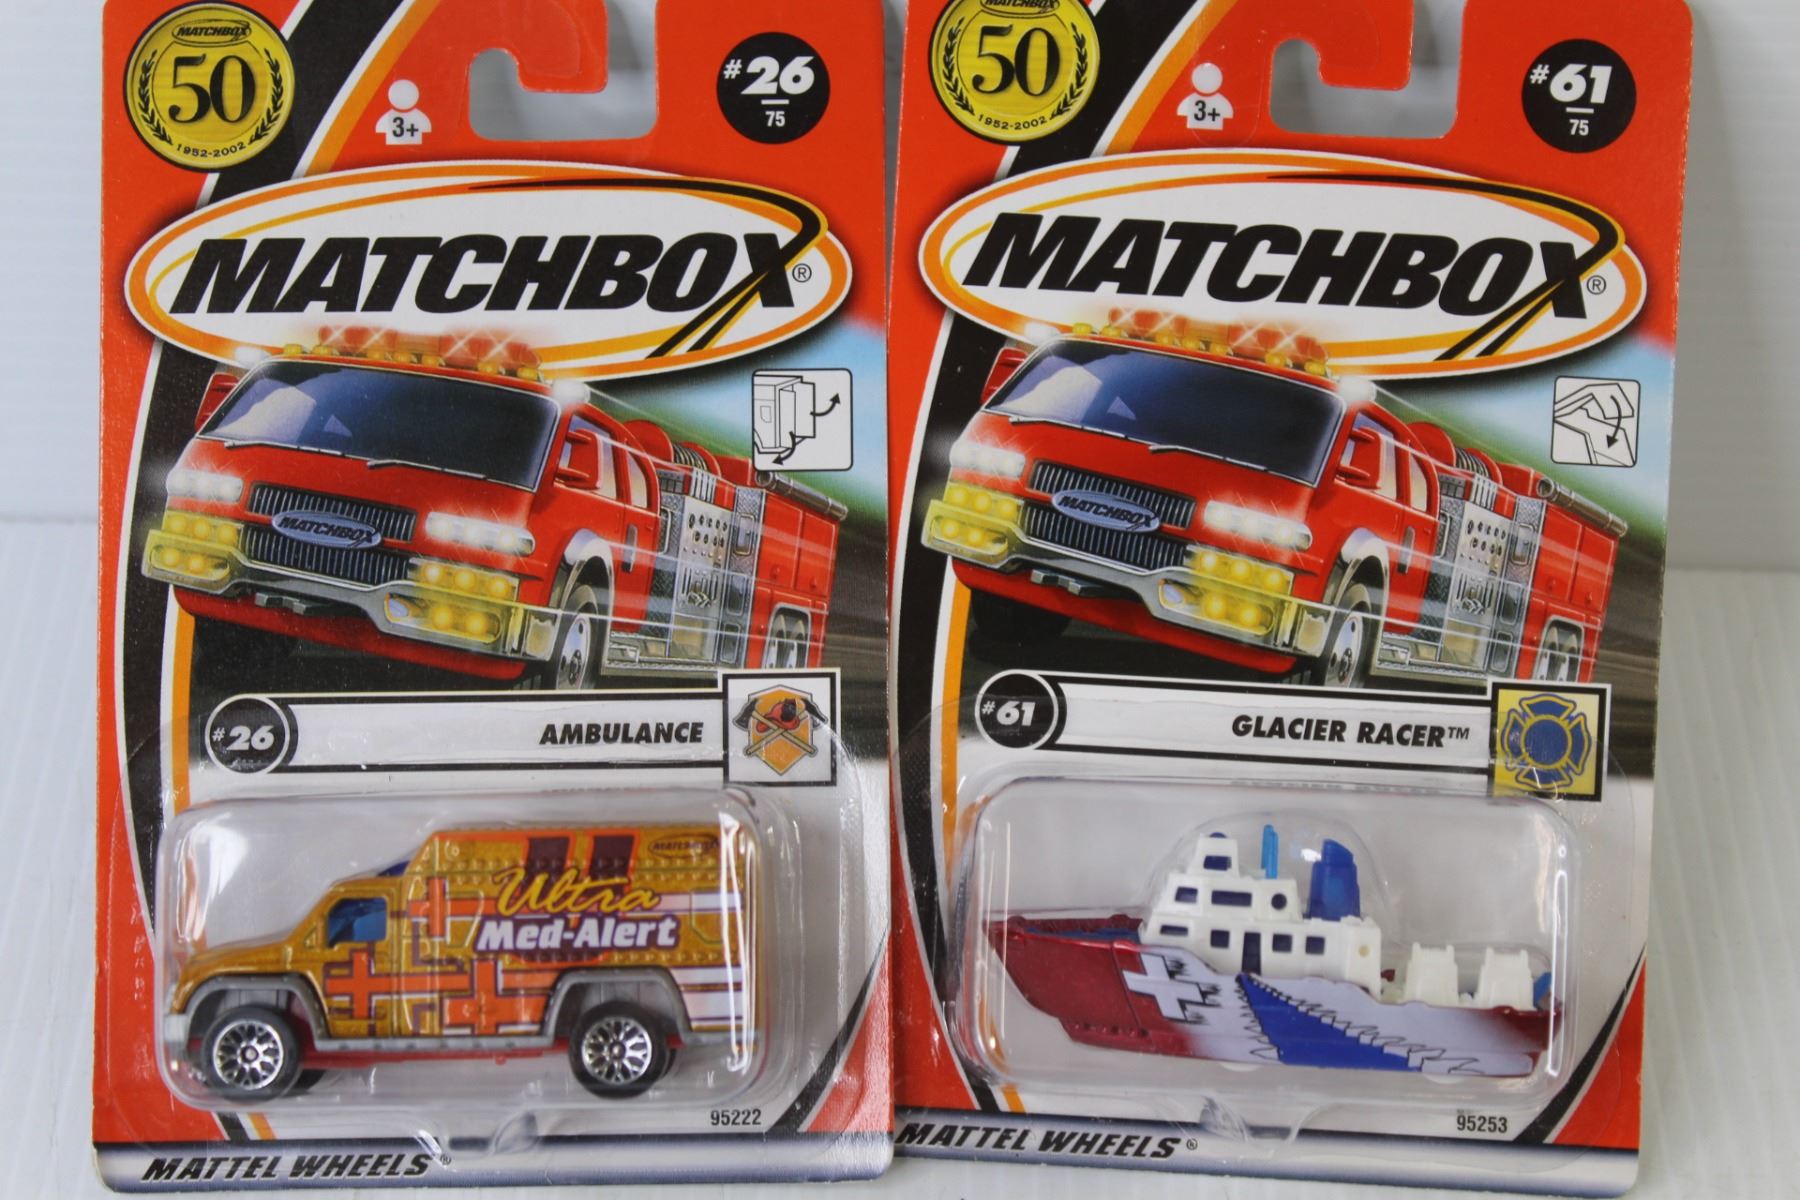 MATCHBOX
50
1952-2002
3+
#26
75
MATCHBOX®
MATCHBOX
#26
AMBULANCE
MATCHBOX
Ultra
Med-Alert
95222
MATTEL WHEELS®
MATCHBOX
50
1952-2002
3+
#61
75
MATCHBOX®
MATCHBOX
#61
GLACIER RACER™
95253
MATTEL WHEELS®